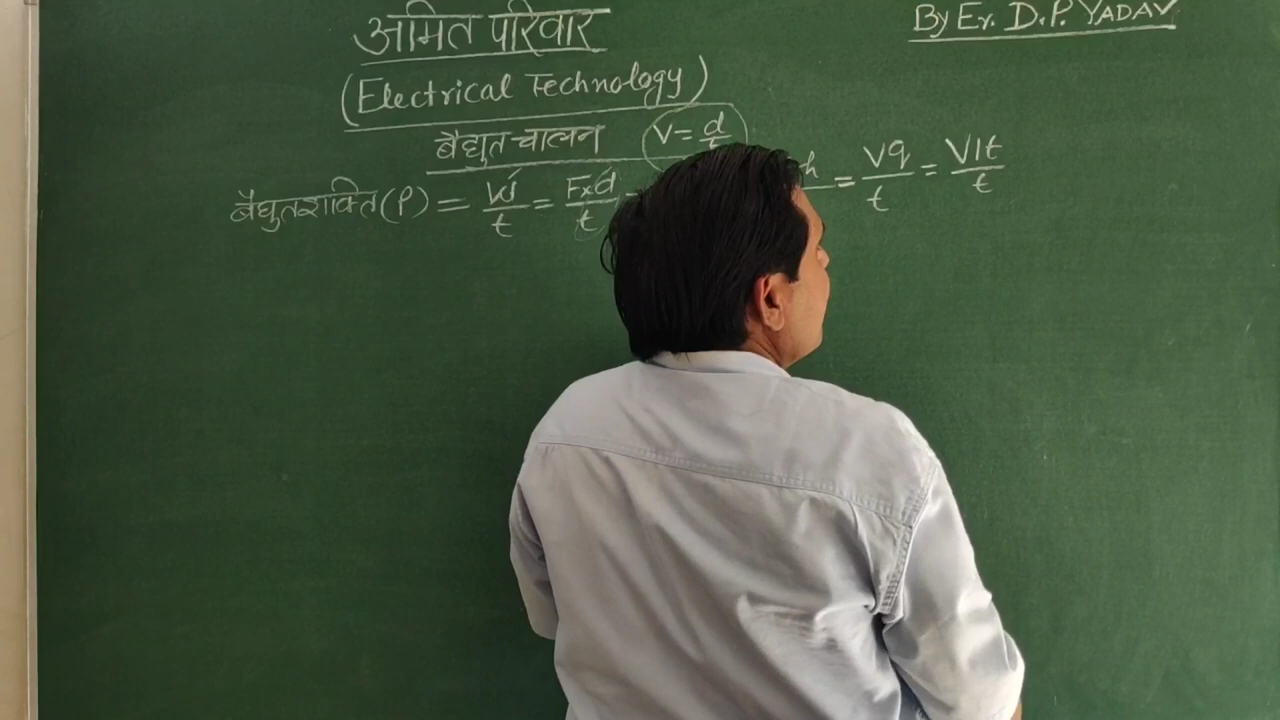 अमित परिवार
By Er. D.P. YADAV
(Electrical Technology)
बैद्युत चालन V = d
बैद्युतशक्ति (P) = W/t = F×d/t = h = Vq/t = VIt/t